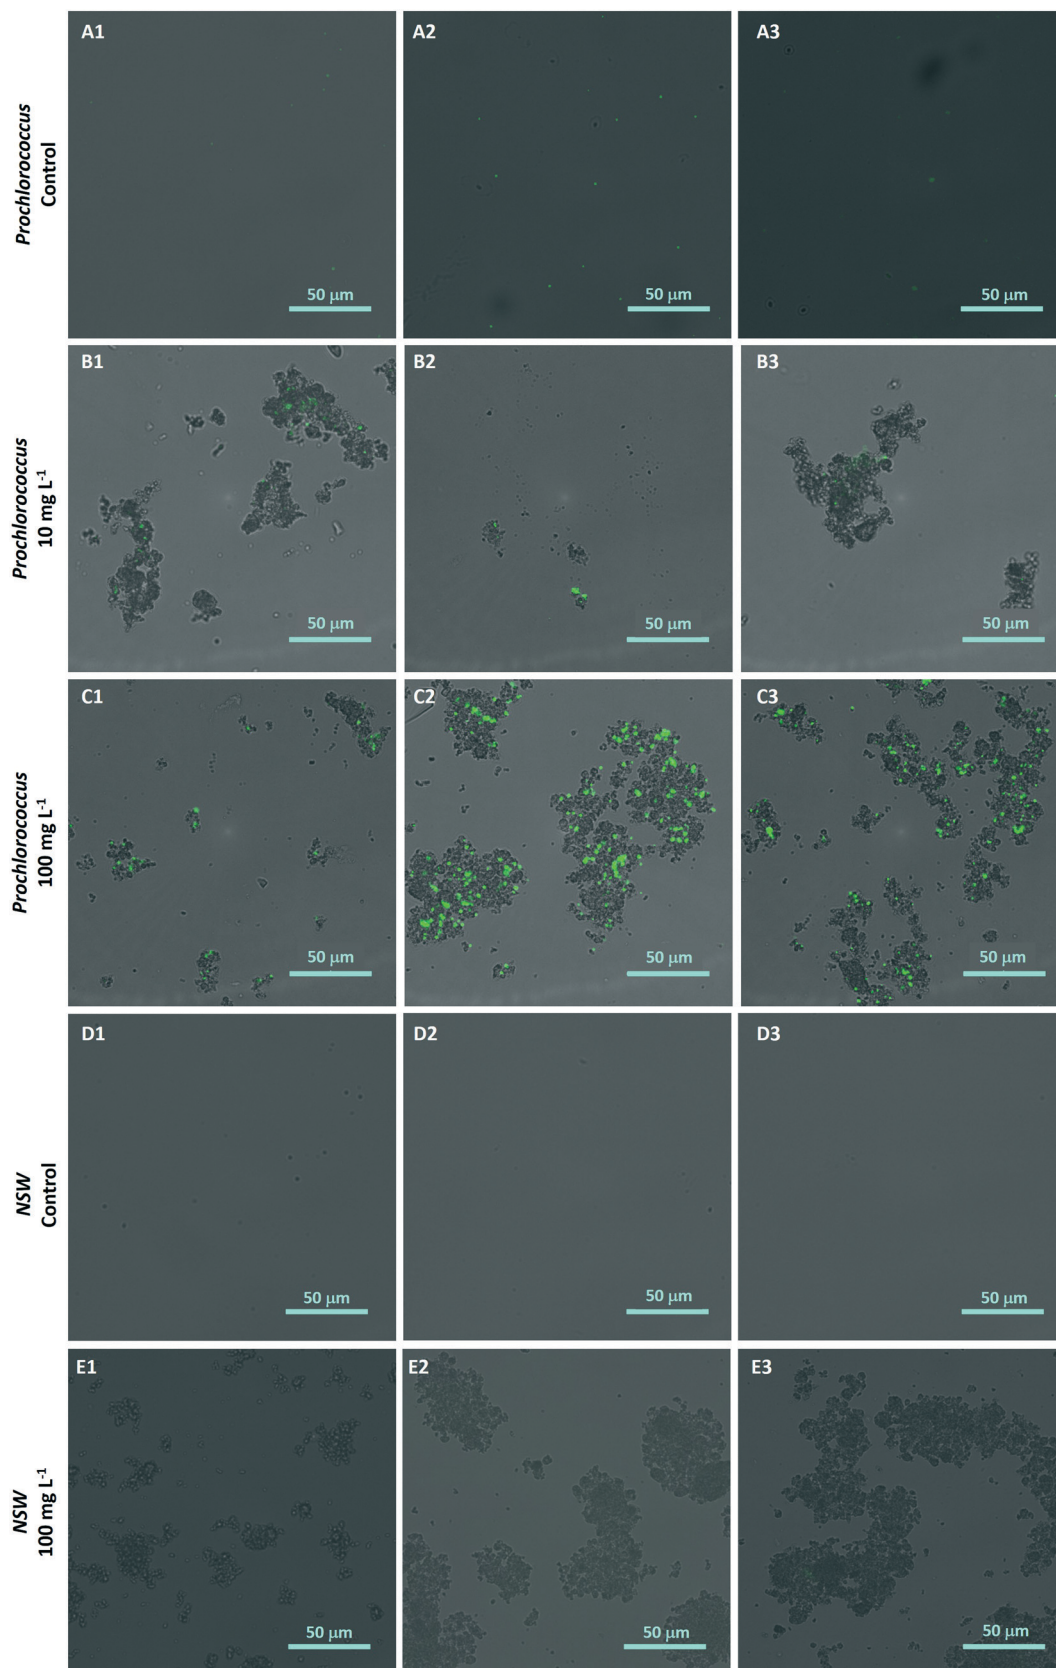 A1
A2
A3
Prochlorococcus
Control
50 µm
50 µm
50 µm
B1
B2
B3
Prochlorococcus
10 mg L⁻¹
50 µm
50 µm
50 µm
C1
C2
C3
Prochlorococcus
100 mg L⁻¹
50 µm
50 µm
50 µm
D1
D2
D3
NSW
Control
50 µm
50 µm
50 µm
E1
E2
E3
NSW
100 mg L⁻¹
50 µm
50 µm
50 µm